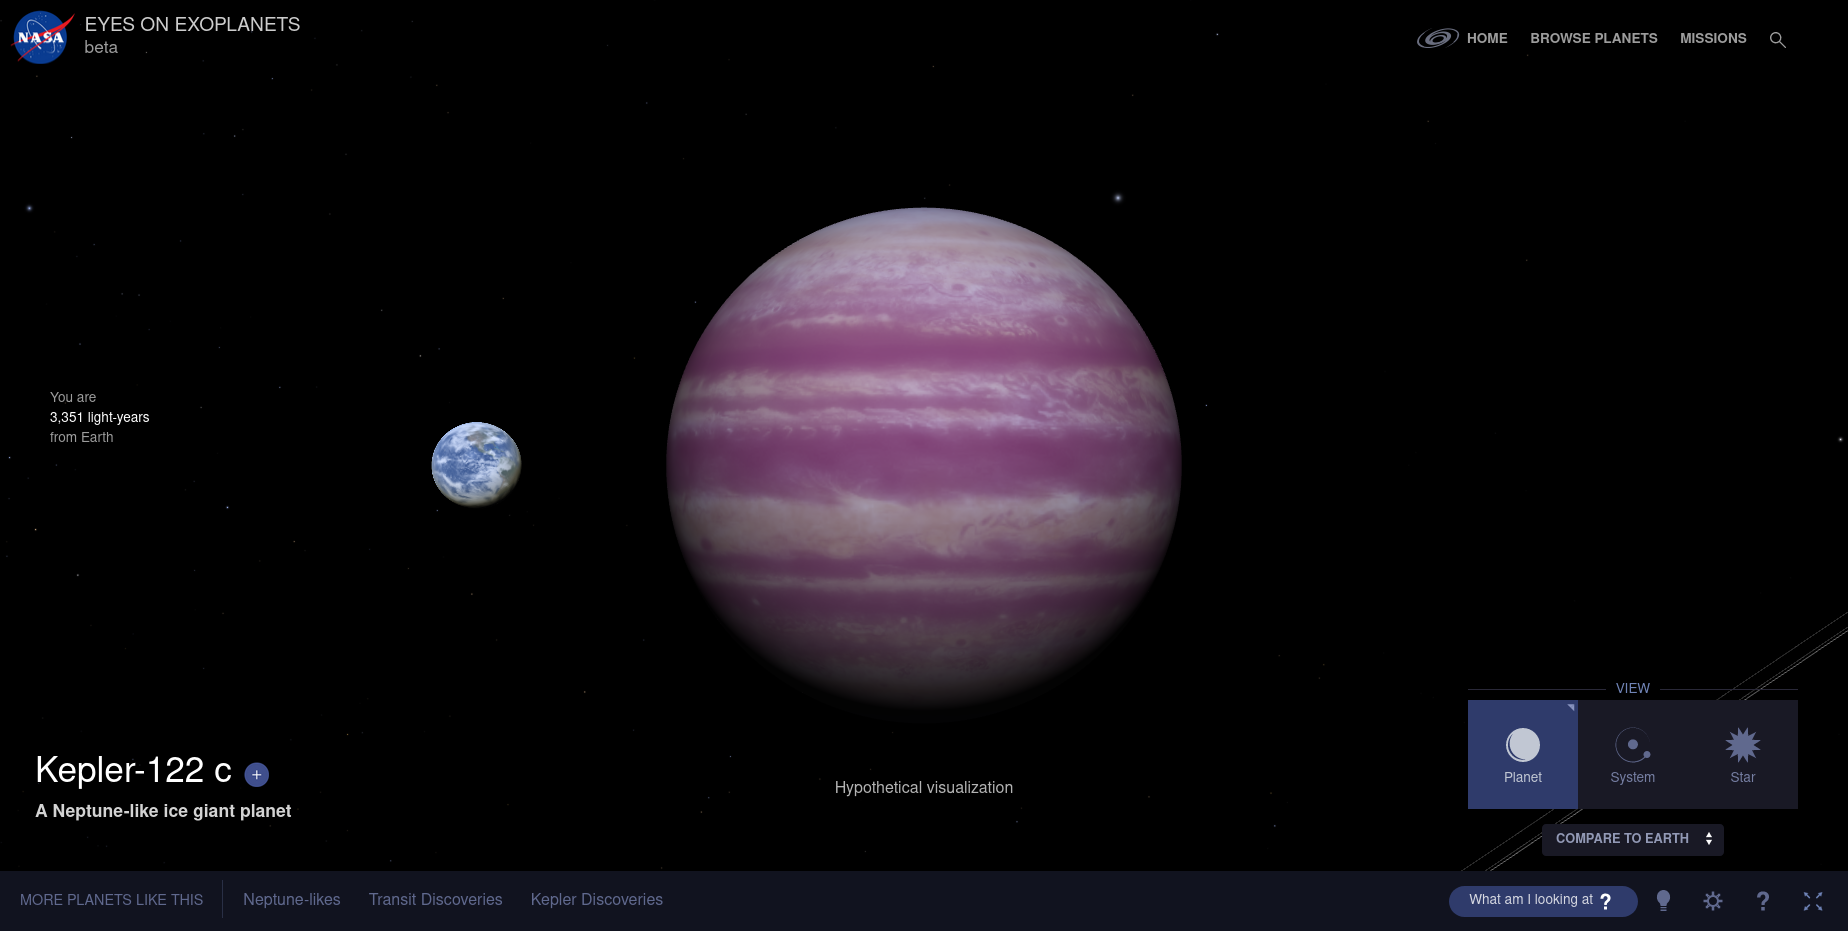 NASA
EYES ON EXOPLANETS
beta
HOME
BROWSE PLANETS
MISSIONS
You are
3,351 light-years
from Earth
Kepler-122 c +
A Neptune-like ice giant planet
Hypothetical visualization
VIEW
Planet
System
Star
COMPARE TO EARTH
MORE PLANETS LIKE THIS
Neptune-likes
Transit Discoveries
Kepler Discoveries
What am I looking at ?
?